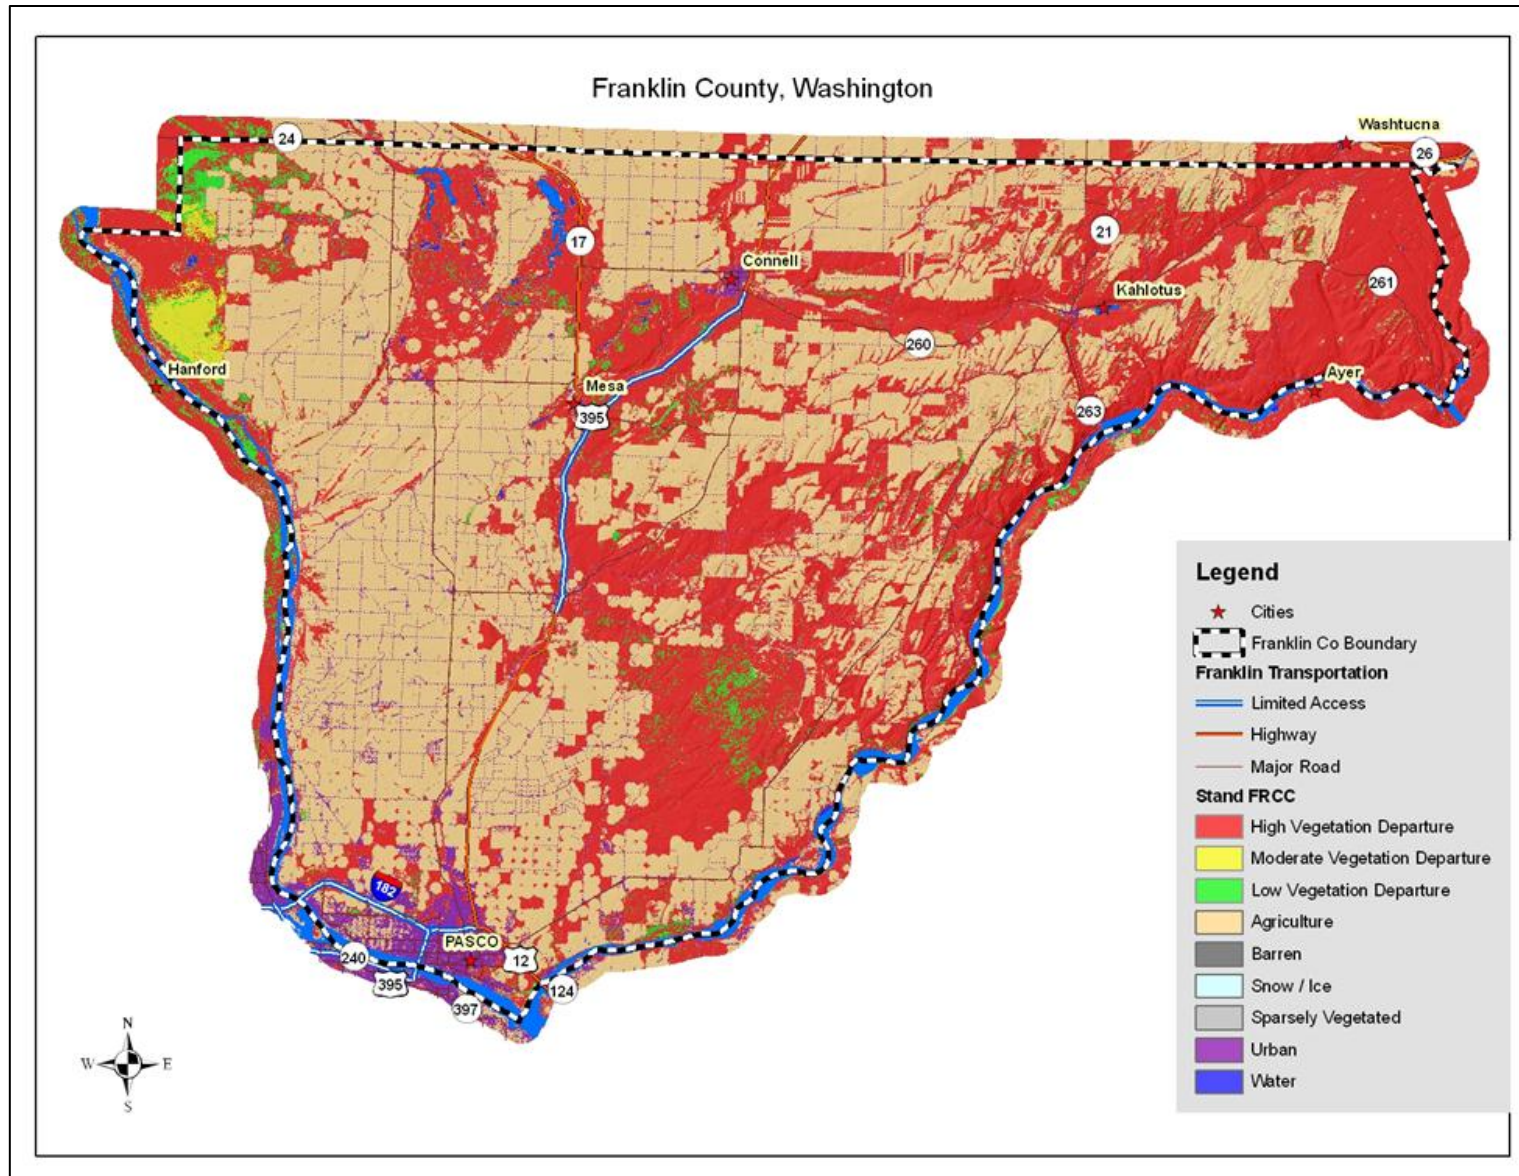 Franklin County, Washington
Washtucna
24
26
17
21
Connell
261
Kahlotus
260
Hanford
Ayer
Mesa
395
263
182
PASCO
240
12
395
124
397
N
W E
S
Legend
Cities
Franklin Co Boundary
Franklin Transportation
Limited Access
Highway
Major Road
Stand FRCC
High Vegetation Departure
Moderate Vegetation Departure
Low Vegetation Departure
Agriculture
Barren
Snow / Ice
Sparsely Vegetated
Urban
Water